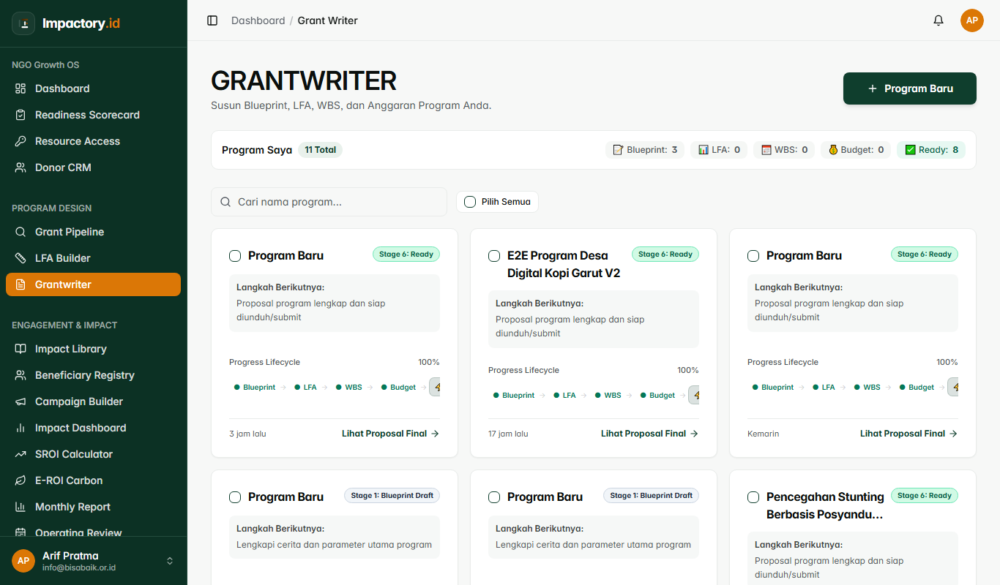 Impactory.id
NGO Growth OS
Dashboard
Readiness Scorecard
Resource Access
Donor CRM
PROGRAM DESIGN
Grant Pipeline
LFA Builder
Grantwriter
ENGAGEMENT & IMPACT
Impact Library
Beneficiary Registry
Campaign Builder
Impact Dashboard
SROI Calculator
E-ROI Carbon
Monthly Report
Operating Review
AP
Arif Pratma
info@bisabaik.or.id
Dashboard / Grant Writer
AP
GRANTWRITER
Susun Blueprint, LFA, WBS, dan Anggaran Program Anda.
+ Program Baru
Program Saya 11 Total
Blueprint: 3 LFA: 0 WBS: 0 Budget: 0 Ready: 8
Cari nama program...
Pilih Semua
Program Baru
Stage 6: Ready
Langkah Berikutnya:
Proposal program lengkap dan siap
diunduh/submit
Progress Lifecycle 100%
Blueprint → LFA → WBS → Budget →
3 jam lalu Lihat Proposal Final →
E2E Program Desa
Digital Kopi Garut V2
Stage 6: Ready
Langkah Berikutnya:
Proposal program lengkap dan siap
diunduh/submit
Progress Lifecycle 100%
Blueprint → LFA → WBS → Budget →
17 jam lalu Lihat Proposal Final →
Program Baru
Stage 6: Ready
Langkah Berikutnya:
Proposal program lengkap dan siap
diunduh/submit
Progress Lifecycle 100%
Blueprint → LFA → WBS → Budget →
Kemarin Lihat Proposal Final →
Program Baru
Stage 1: Blueprint Draft
Langkah Berikutnya:
Lengkapi cerita dan parameter utama program
Program Baru
Stage 1: Blueprint Draft
Langkah Berikutnya:
Lengkapi cerita dan parameter utama program
Pencegahan Stunting
Berbasis Posyandu...
Stage 6: Ready
Langkah Berikutnya:
Proposal program lengkap dan siap
diunduh/submit